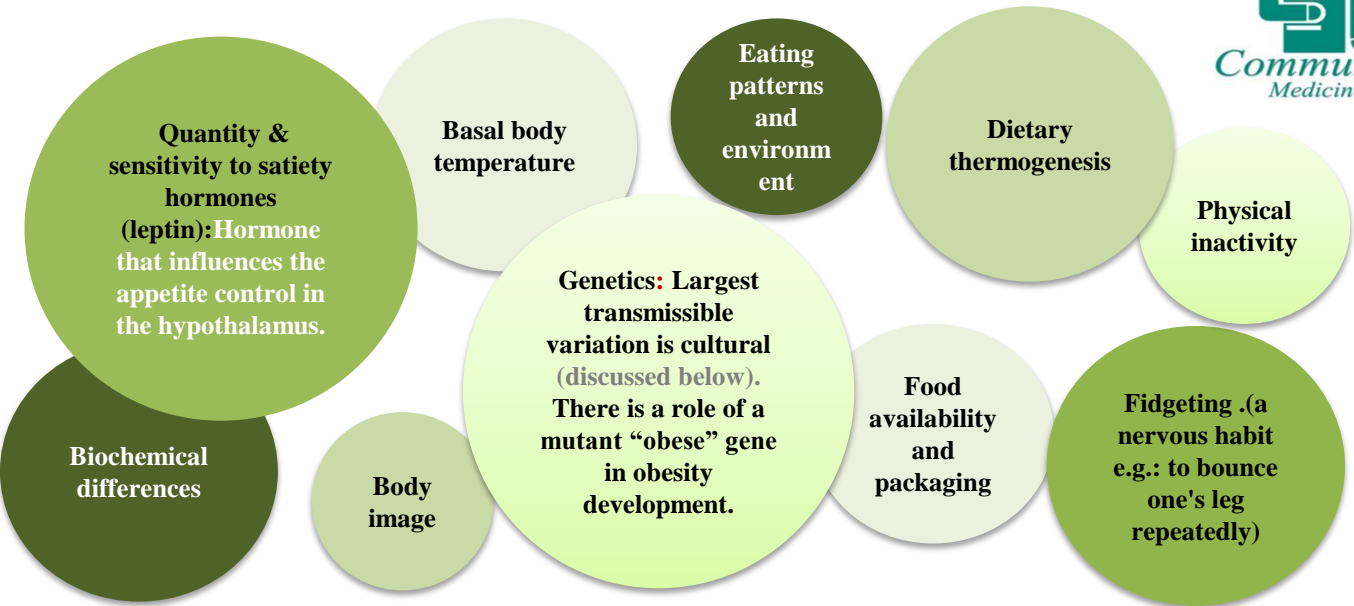 Commu
Medicin
Quantity &
sensitivity to satiety
hormones
(leptin):Hormone
that influences the
appetite control in
the hypothalamus.
Basal body
temperature
Eating
patterns
and
environm
ent
Dietary
thermogenesis
Physical
inactivity
Genetics: Largest
transmissible
variation is cultural
(discussed below).
There is a role of a
mutant “obese” gene
in obesity
development.
Biochemical
differences
Body
image
Food
availability
and
packaging
Fidgeting .(a
nervous habit
e.g.: to bounce
one's leg
repeatedly)